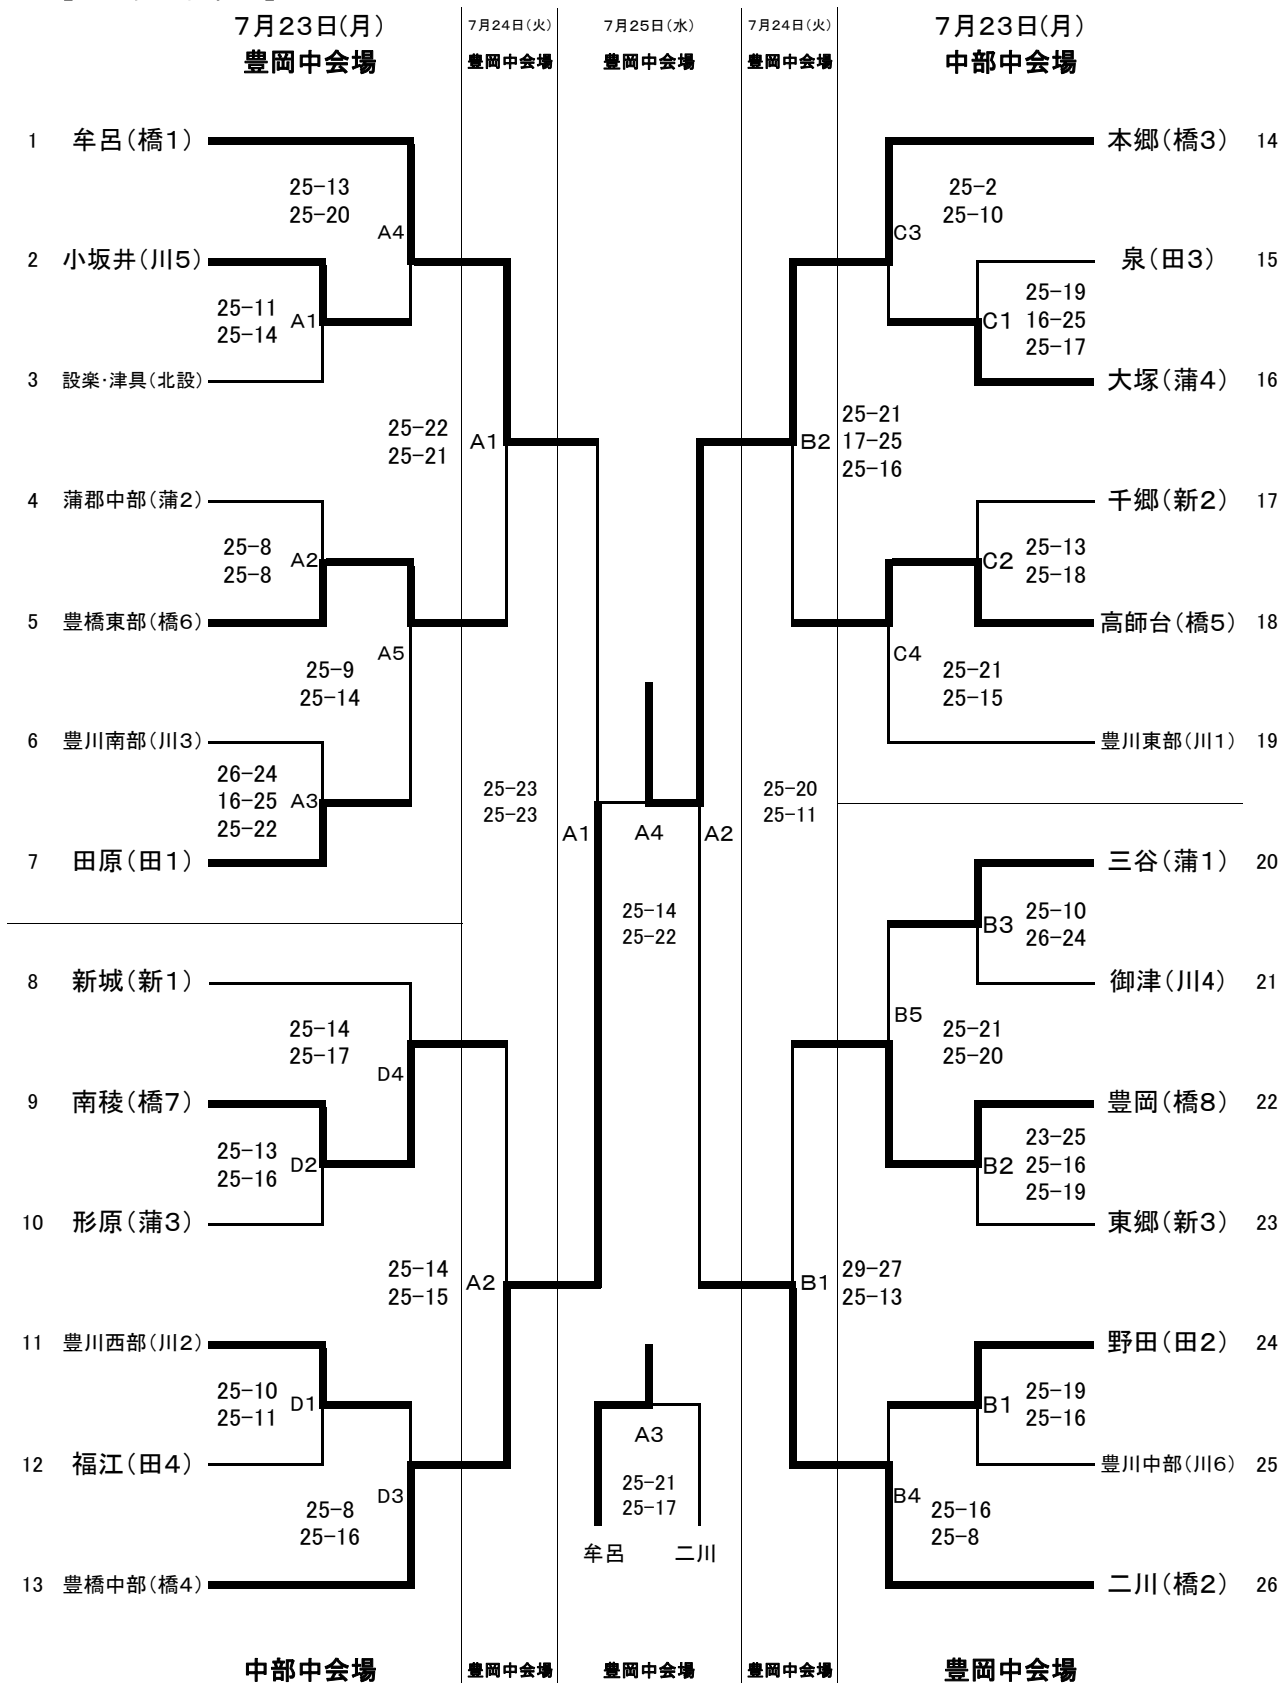 7月23日(月)
豊岡中会場
7月24日(火)
豊岡中会場
7月25日(水)
豊岡中会場
7月24日(火)
豊岡中会場
7月23日(月)
中部中会場
1 牟呂(橋1)
25-13
25-20
A4
2 小坂井(川5)
25-11
25-14
A1
3 設楽・津具(北設)
25-22
25-21
A1
4 蒲郡中部(蒲2)
25-8
25-8
A2
5 豊橋東部(橋6)
25-9
25-14
A5
6 豊川南部(川3)
26-24
16-25
25-22
A3
7 田原(田1)
25-23
25-23
A1
8 新城(新1)
25-14
25-17
D4
9 南稜(橋7)
25-13
25-16
D2
10 形原(蒲3)
25-14
25-15
A2
11 豊川西部(川2)
25-10
25-11
D1
12 福江(田4)
25-8
25-16
D3
13 豊橋中部(橋4)
A4
25-14
25-22
A3
25-21
25-17
牟呂 二川
本郷(橋3) 14
25-2
25-10
C3
泉(田3) 15
25-19
16-25
25-17
C1
大塚(蒲4) 16
25-21
17-25
25-16
B2
千郷(新2) 17
25-13
25-18
C2
高師台(橋5) 18
25-21
25-15
C4
豊川東部(川1) 19
25-20
25-11
A2
三谷(蒲1) 20
25-10
26-24
B3
御津(川4) 21
25-21
25-20
B5
豊岡(橋8) 22
23-25
25-16
25-19
B2
東郷(新3) 23
29-27
25-13
B1
野田(田2) 24
25-19
25-16
B1
豊川中部(川6) 25
25-16
25-8
B4
二川(橋2) 26
中部中会場
豊岡中会場
豊岡中会場
豊岡中会場
豊岡中会場